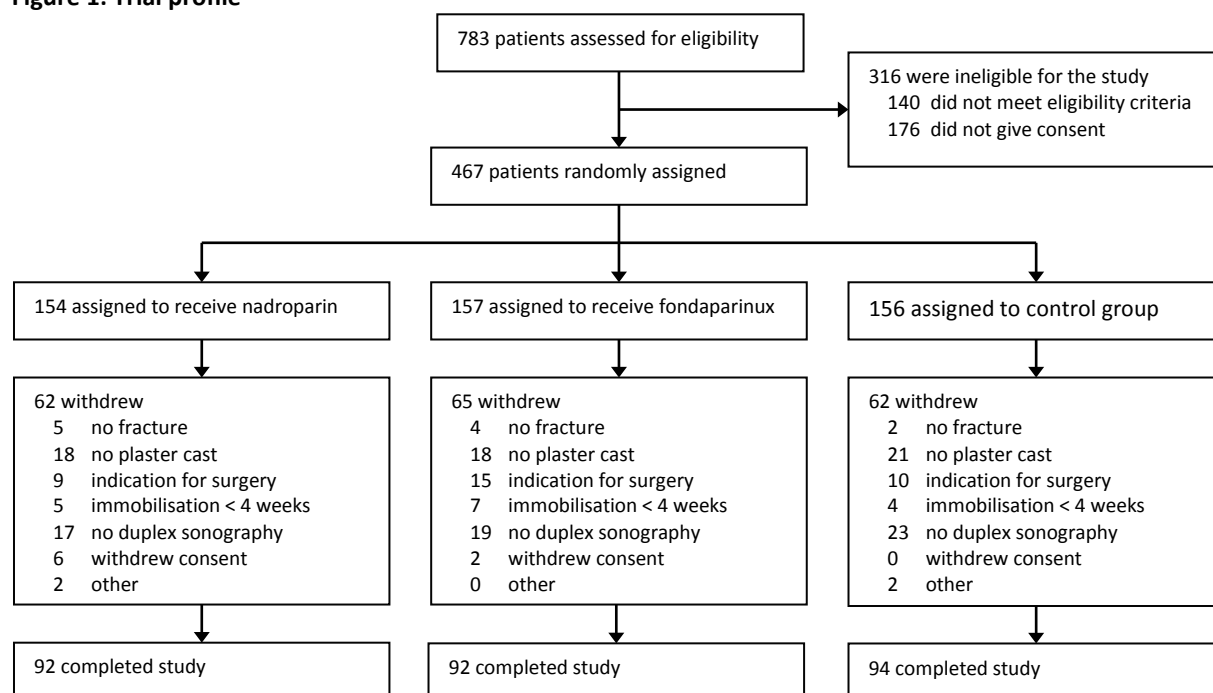 Figure 1: Trial profile
783 patients assessed for eligibility
316 were ineligible for the study
140 did not meet eligibility criteria
176 did not give consent
467 patients randomly assigned
154 assigned to receive nadroparin
157 assigned to receive fondaparinux
156 assigned to control group
62 withdrew
5 no fracture
18 no plaster cast
9 indication for surgery
5 immobilisation < 4 weeks
17 no duplex sonography
6 withdrew consent
2 other
65 withdrew
4 no fracture
18 no plaster cast
15 indication for surgery
7 immobilisation < 4 weeks
19 no duplex sonography
2 withdrew consent
0 other
62 withdrew
2 no fracture
21 no plaster cast
10 indication for surgery
4 immobilisation < 4 weeks
23 no duplex sonography
0 withdrew consent
2 other
92 completed study
92 completed study
94 completed study